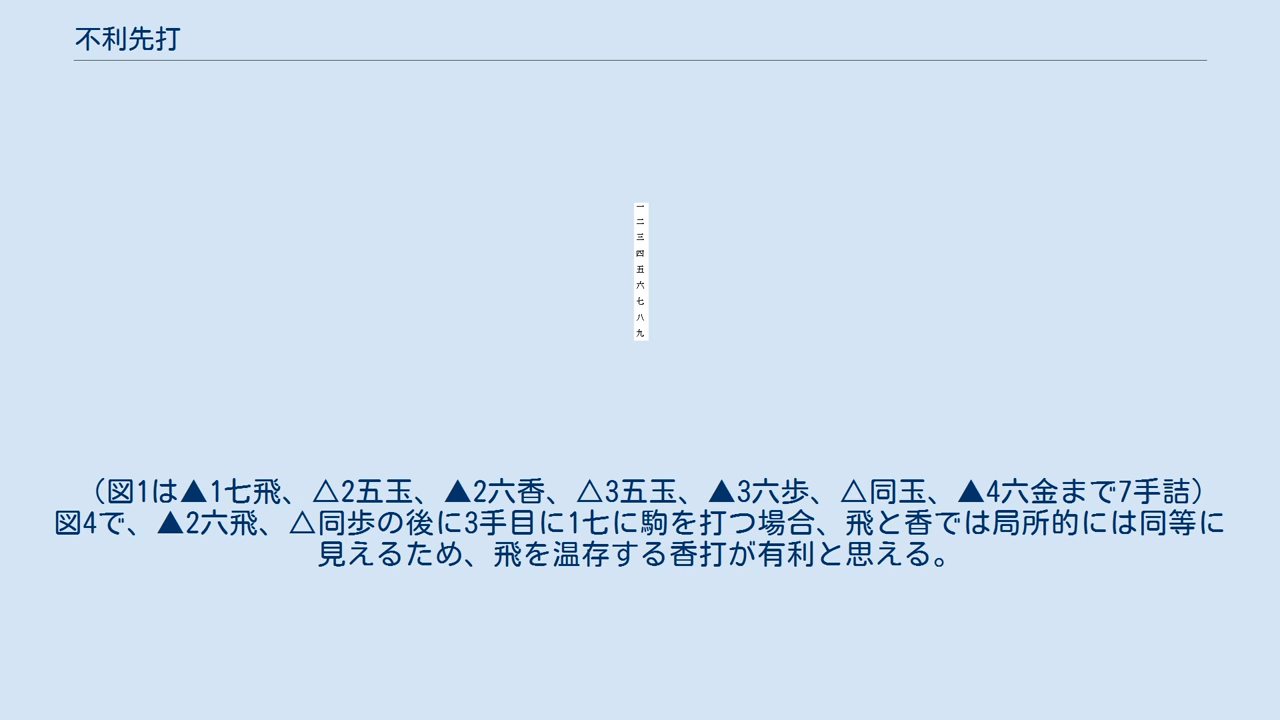 不利先打
一
二
三
四
五
六
七
八
九
（図1は▲1七飛、△2五玉、▲2六香、△3五玉、▲3六歩、△同玉、▲4六金まで7手詰）
図4で、▲2六飛、△同歩の後に3手目に1七に駒を打つ場合、飛と香では局所的には同等に
見えるため、飛を温存する香打が有利と思える。